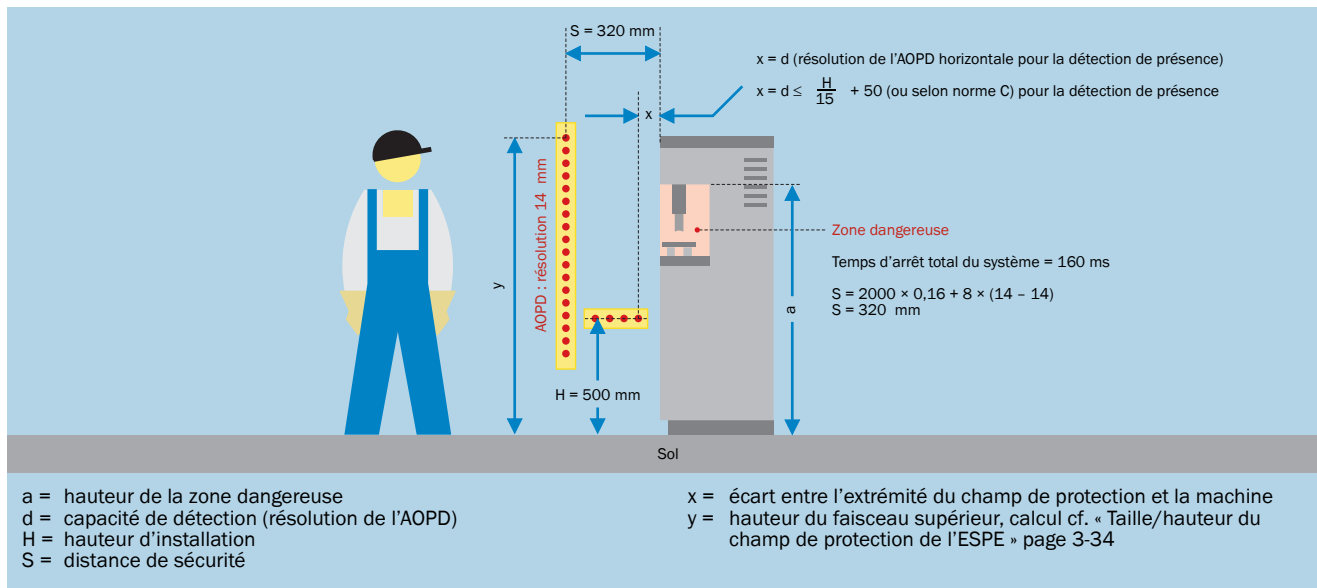 S = 320 mm
x = d (résolution de l'AOPD horizontale pour la détection de présence)
x = d ≤ H/15 + 50 (ou selon norme C) pour la détection de présence
x
AOPD : résolution 14 mm
y
a
Zone dangereuse
Temps d'arrêt total du système = 160 ms
S = 2000 × 0,16 + 8 × (14 – 14)
S = 320 mm
H = 500 mm
Sol
a = hauteur de la zone dangereuse
d = capacité de détection (résolution de l'AOPD)
H = hauteur d'installation
S = distance de sécurité
x = écart entre l'extrémité du champ de protection et la machine
y = hauteur du faisceau supérieur, calcul cf. « Taille/hauteur du
champ de protection de l'ESPE » page 3-34